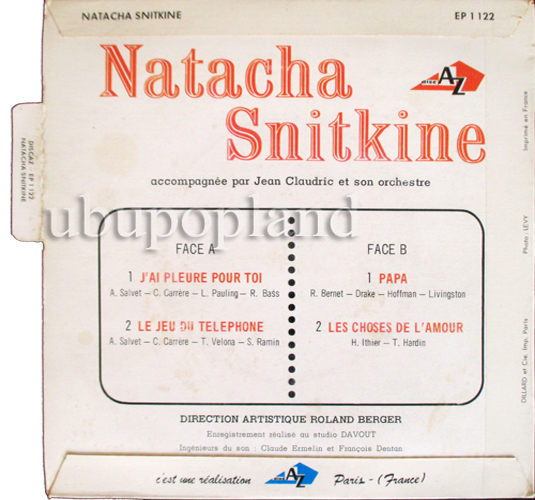 NATACHA SNITKINE
EP 1 122
Natacha
Snitkine
DISC AZ
accompagnée par Jean Claudric et son orchestre
DISCAZ EP 1 122
NATACHA SNITKINE
Imprimé en France
Photo : LEVY
DILLARD et Cie. Imp. Paris
ubupopland
FACE A
1 J'AI PLEURE POUR TOI
A. Salvet — C. Carrère — L. Pauling — R. Bass
2 LE JEU DU TELEPHONE
A. Salvet — C. Carrère — T. Velona — S. Ramin
FACE B
1 PAPA
R. Bernet — Drake — Hoffman — Livingston
2 LES CHOSES DE L'AMOUR
H. Ithier — T. Hardin
DIRECTION ARTISTIQUE ROLAND BERGER
Enregistrement réalisé au studio DAVOUT
Ingénieurs du son : Claude Ermelin et François Dentan
c'est une réalisation DISC AZ Paris - (France)